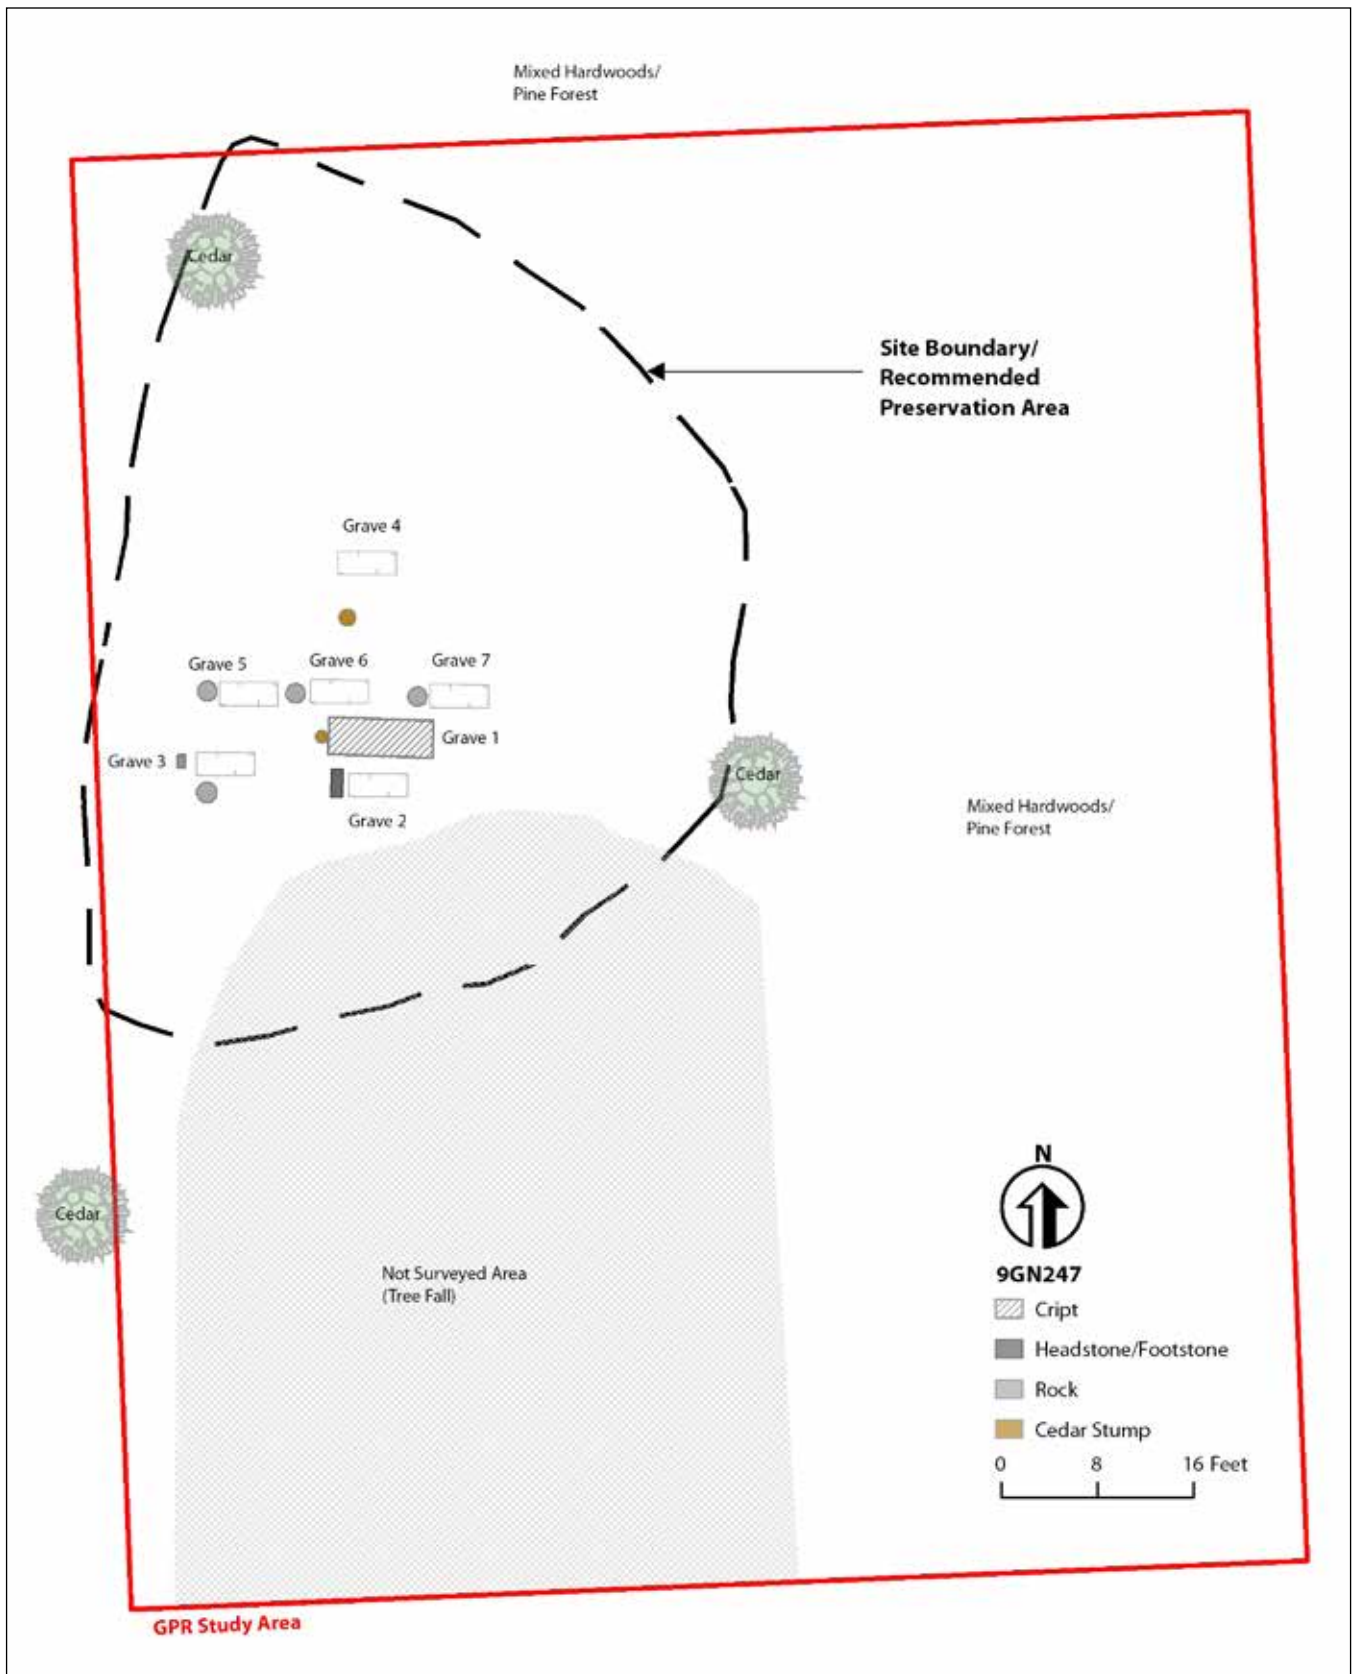 Mixed Hardwoods/
Pine Forest
Cedar
Site Boundary/
Recommended
Preservation Area
Grave 4
Grave 5
Grave 6
Grave 7
Grave 1
Grave 3
Grave 2
Cedar
Mixed Hardwoods/
Pine Forest
Cedar
Not Surveyed Area
(Tree Fall)
N
9GN247
Cript
Headstone/Footstone
Rock
Cedar Stump
0 8 16 Feet
GPR Study Area